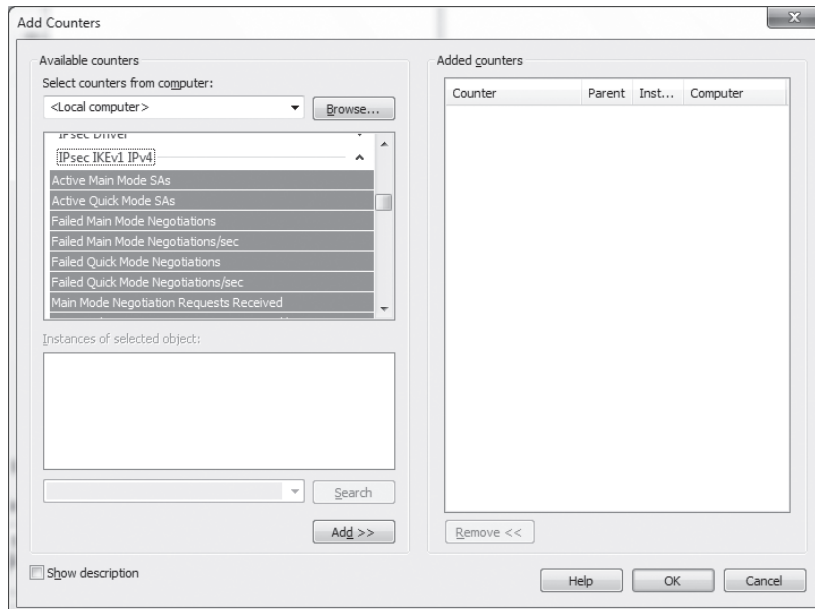 Add Counters
Available counters
Select counters from computer:
<Local computer>
Browse...
IPsec Driver
IPsec IKEv1 IPv4
Active Main Mode SAs
Active Quick Mode SAs
Failed Main Mode Negotiations
Failed Main Mode Negotiations/sec
Failed Quick Mode Negotiations
Failed Quick Mode Negotiations/sec
Main Mode Negotiation Requests Received
Instances of selected object:
Search
Add >>
Show description
Added counters
Counter Parent Inst... Computer
Remove <<
Help OK Cancel